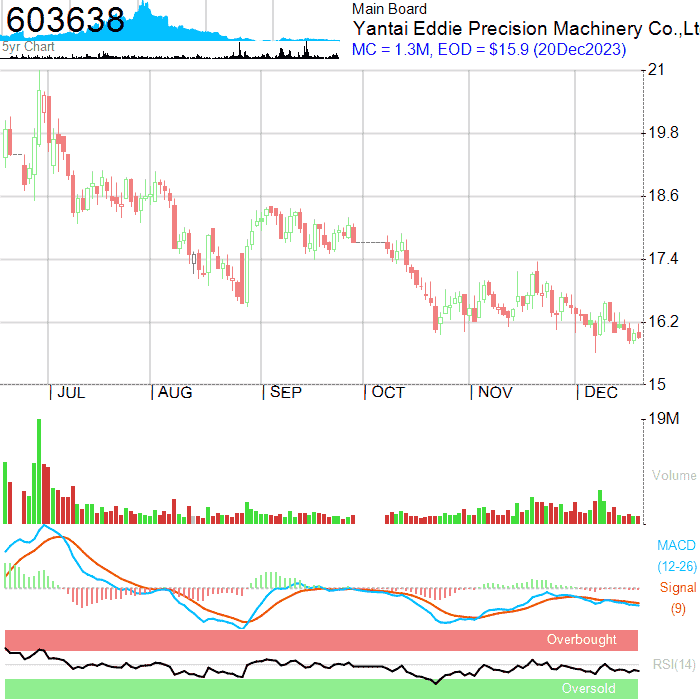 603638
5yr Chart
Main Board
Yantai Eddie Precision Machinery Co.,Lt
MC = 1.3M, EOD = $15.9 (20Dec2023)
21
19.8
18.6
17.4
16.2
15
JUL AUG SEP OCT NOV DEC
19M
Volume
MACD
(12-26)
Signal
(9)
Overbought
RSI(14)
Oversold